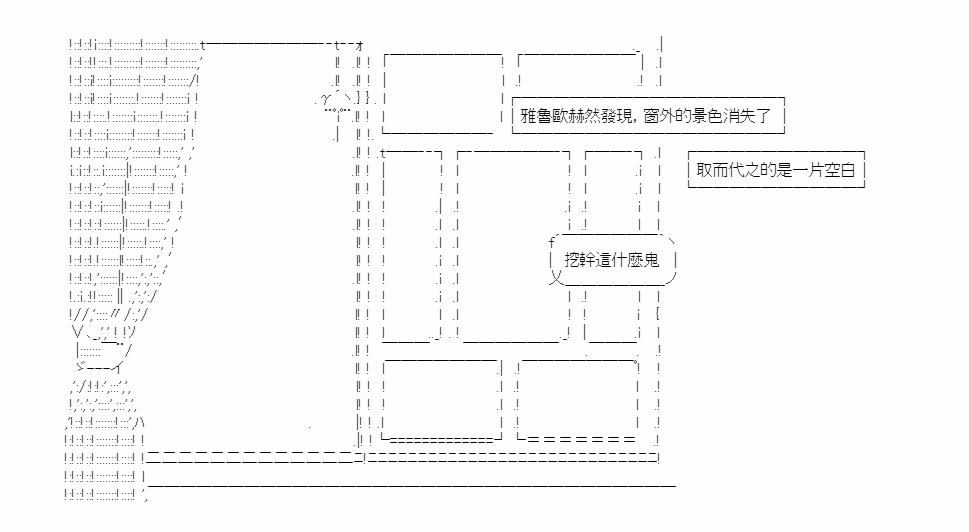 雅魯歐赫然發現，窗外的景色消失了
取而代之的是一片空白
挖幹這什麼鬼